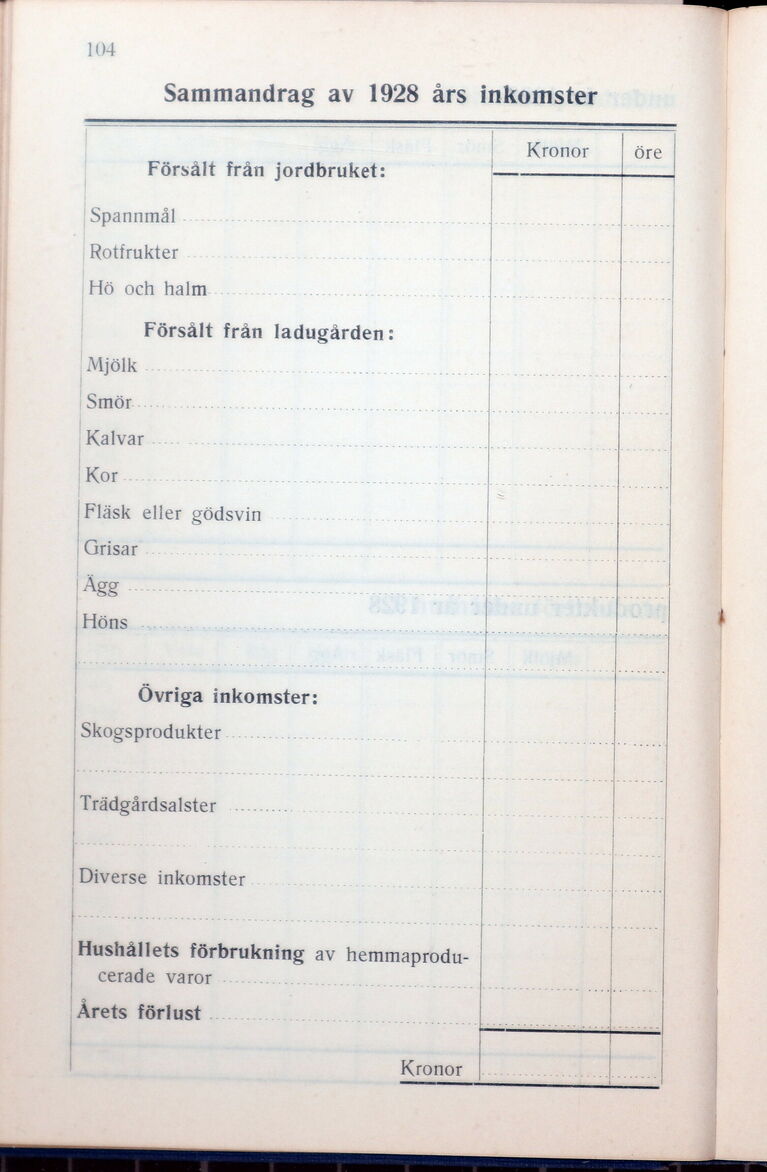 104
Sammandrag av 1928 års inkomster
Kronor öre
Försålt från jordbruket:
Spannmål
Rotfrukter
Hö och halm
Försålt från ladugården:
Mjölk
Smör
Kalvar
Kor
Fläsk eller gödsvin
Grisar
Ägg
Höns
Övriga inkomster:
Skogsprodukter
Trädgårdsalster
Diverse inkomster
Hushållets förbrukning av hemmaprodu-
cerade varor
Årets förlust
Kronor